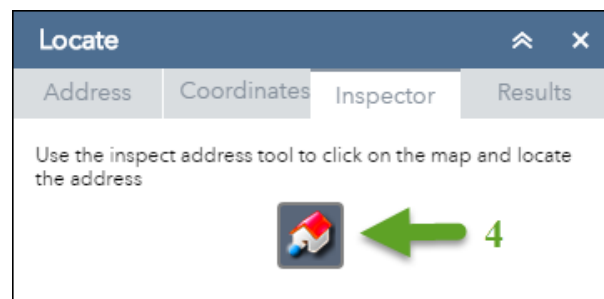 Locate
Address Coordinates Inspector Results
Use the inspect address tool to click on the map and locate
the address
4